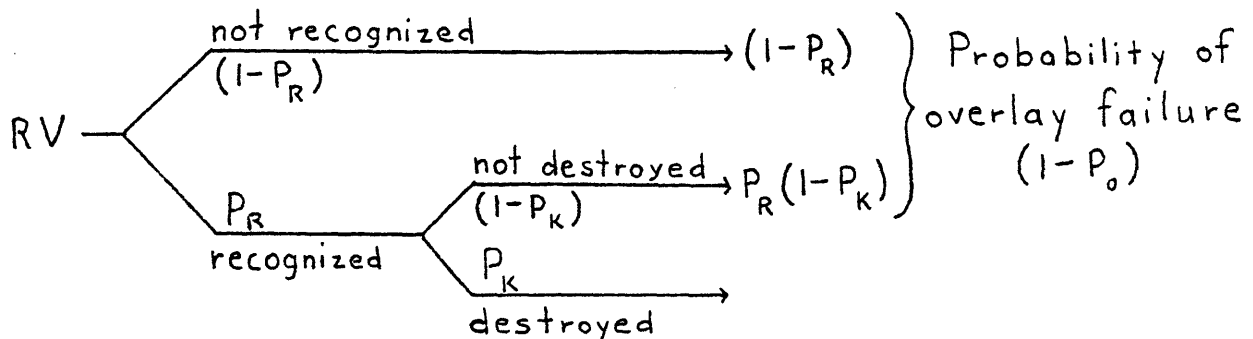 not recognized
(1-P_R)
(1-P_R)
Probability of
overlay failure
(1-P_o)
RV
not destroyed
(1-P_K)
P_R(1-P_K)
P_R
recognized
P_K
destroyed